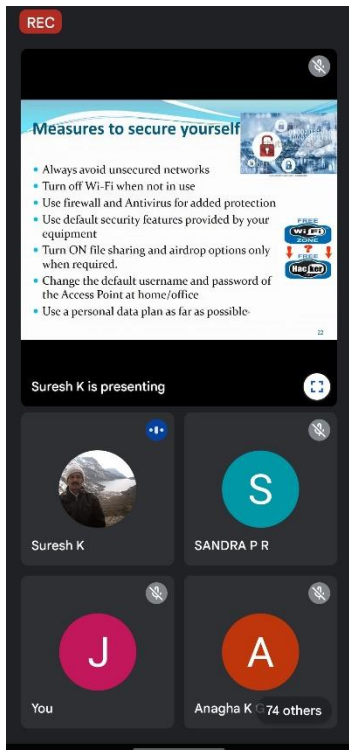 REC
Measures to secure yourself
Always avoid unsecured networks
Turn off Wi-Fi when not in use
Use firewall and Antivirus for added protection
Use default security features provided by your
equipment
Turn ON file sharing and airdrop options only
when required.
Change the default username and password of
the Access Point at home/office
Use a personal data plan as far as possible.
FREE
Wi Fi
ZONE
?
FREE
Hacker
22
Suresh K is presenting
Suresh K
S
SANDRA P R
J
You
A
Anagha K G
74 others